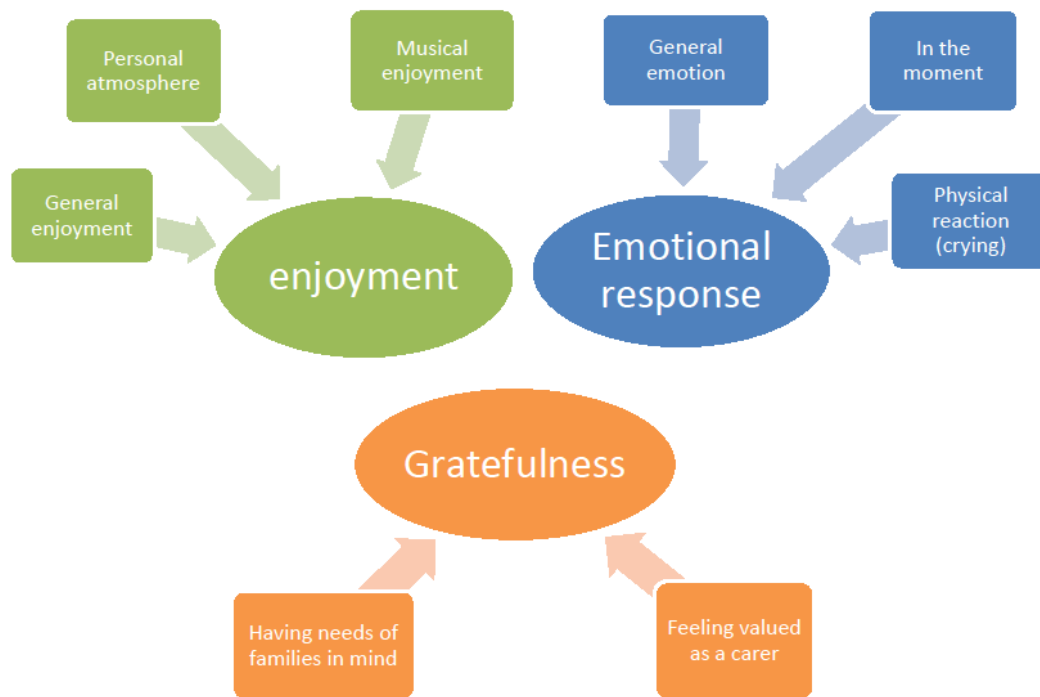 Personal
atmosphere
Musical
enjoyment
General
emotion
In the
moment
General
enjoyment
Physical
reaction
(crying)
enjoyment
Emotional
response
Gratefulness
Having needs of
families in mind
Feeling valued
as a carer